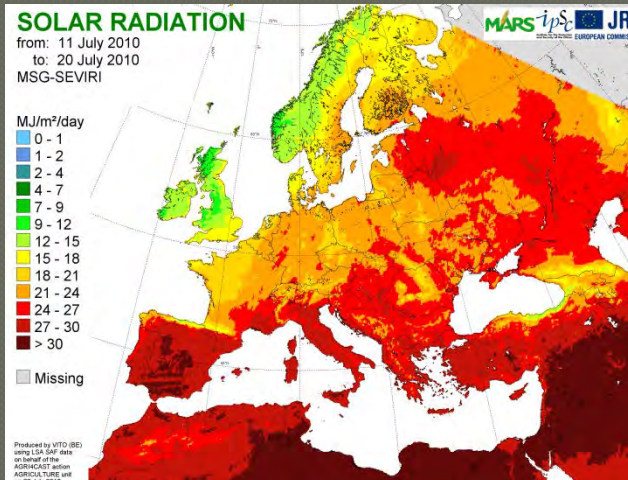 SOLAR RADIATION
from: 11 July 2010
to: 20 July 2010
MSG-SEVIRI
MJ/m²/day
0 - 1
1 - 2
2 - 4
4 - 7
7 - 9
9 - 12
12 - 15
15 - 18
18 - 21
21 - 24
24 - 27
27 - 30
> 30
Missing
Produced by VITO (BE)
using LSA SAF data
on behalf of the
AGRI4CAST action
AGRICULTURE unit
MARS
ipsc
JR
EUROPEAN COMMIS